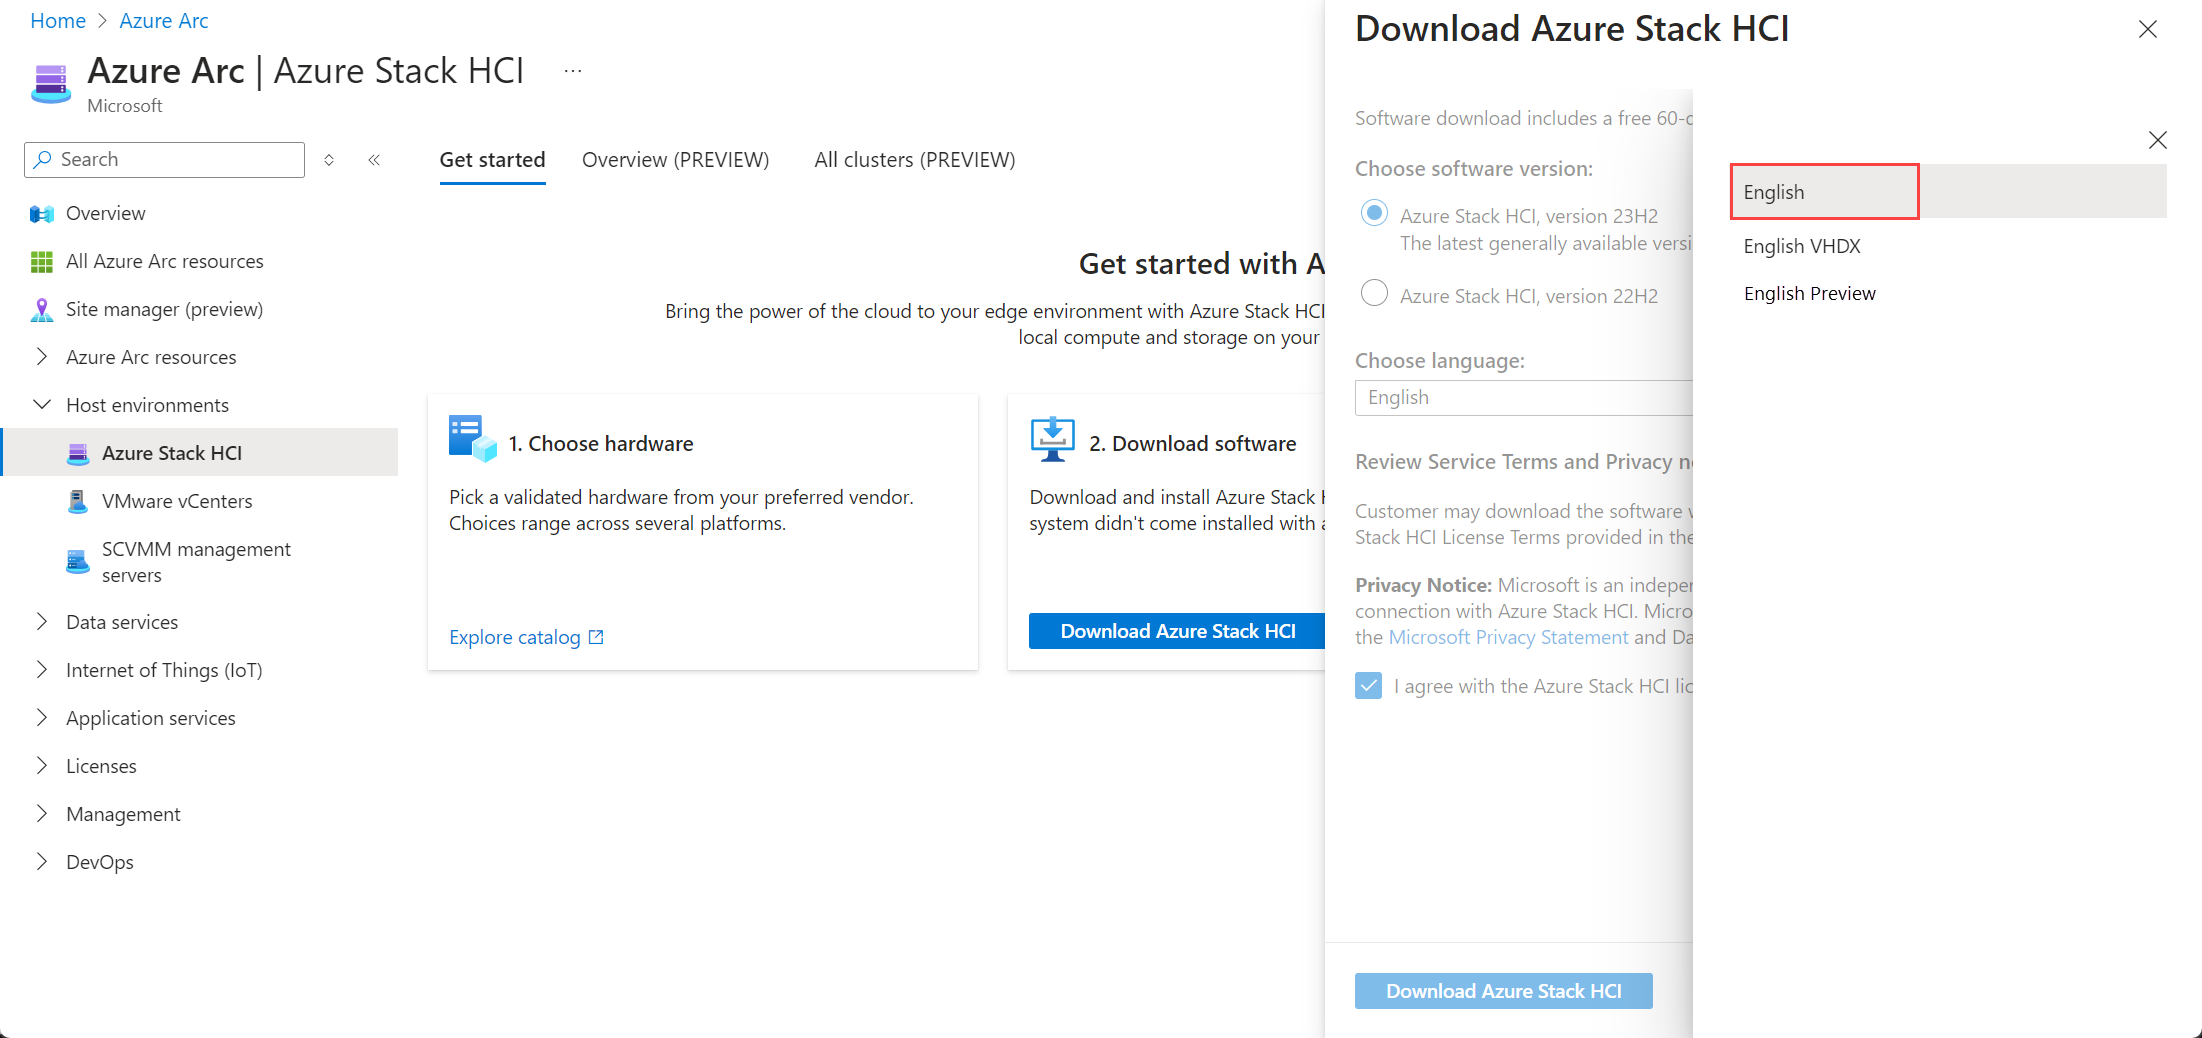 Home > Azure Arc
Azure Arc | Azure Stack HCI ...
Microsoft
Search
Overview
All Azure Arc resources
Site manager (preview)
Azure Arc resources
Host environments
Azure Stack HCI
VMware vCenters
SCVMM management
servers
Data services
Internet of Things (IoT)
Application services
Licenses
Management
DevOps
Get started
Overview (PREVIEW)
All clusters (PREVIEW)
Get started with A
Bring the power of the cloud to your edge environment with Azure Stack HCI
local compute and storage on your
1. Choose hardware
Pick a validated hardware from your preferred vendor.
Choices range across several platforms.
Explore catalog
2. Download software
Download and install Azure Stack
system didn't come installed with a
Download Azure Stack HCI
Download Azure Stack HCI
Software download includes a free 60-
Choose software version:
Azure Stack HCI, version 23H2
The latest generally available versi
Azure Stack HCI, version 22H2
Choose language:
English
Review Service Terms and Privacy n
Customer may download the software
Stack HCI License Terms provided in the
Privacy Notice: Microsoft is an indeper
connection with Azure Stack HCI. Micro
the Microsoft Privacy Statement and Da
I agree with the Azure Stack HCI lic
Download Azure Stack HCI
English
English VHDX
English Preview